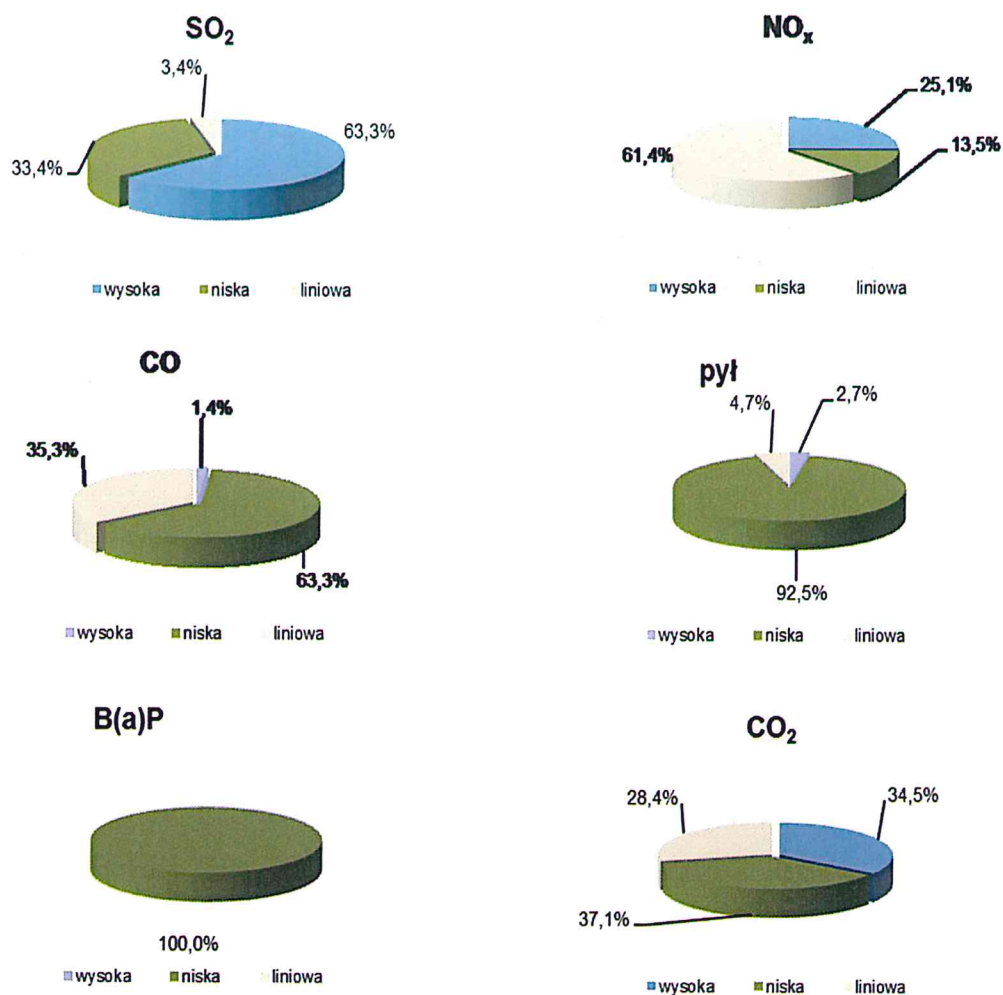 SO₂
3,4%
63,3%
33,4%
wysoka niska liniowa
NOₓ
25,1%
61,4%
13,5%
wysoka niska liniowa
CO
1,4%
35,3%
63,3%
wysoka niska liniowa
pył
4,7%
2,7%
92,5%
wysoka niska liniowa
B(a)P
100,0%
wysoka niska liniowa
CO₂
28,4%
34,5%
37,1%
wysoka niska liniowa